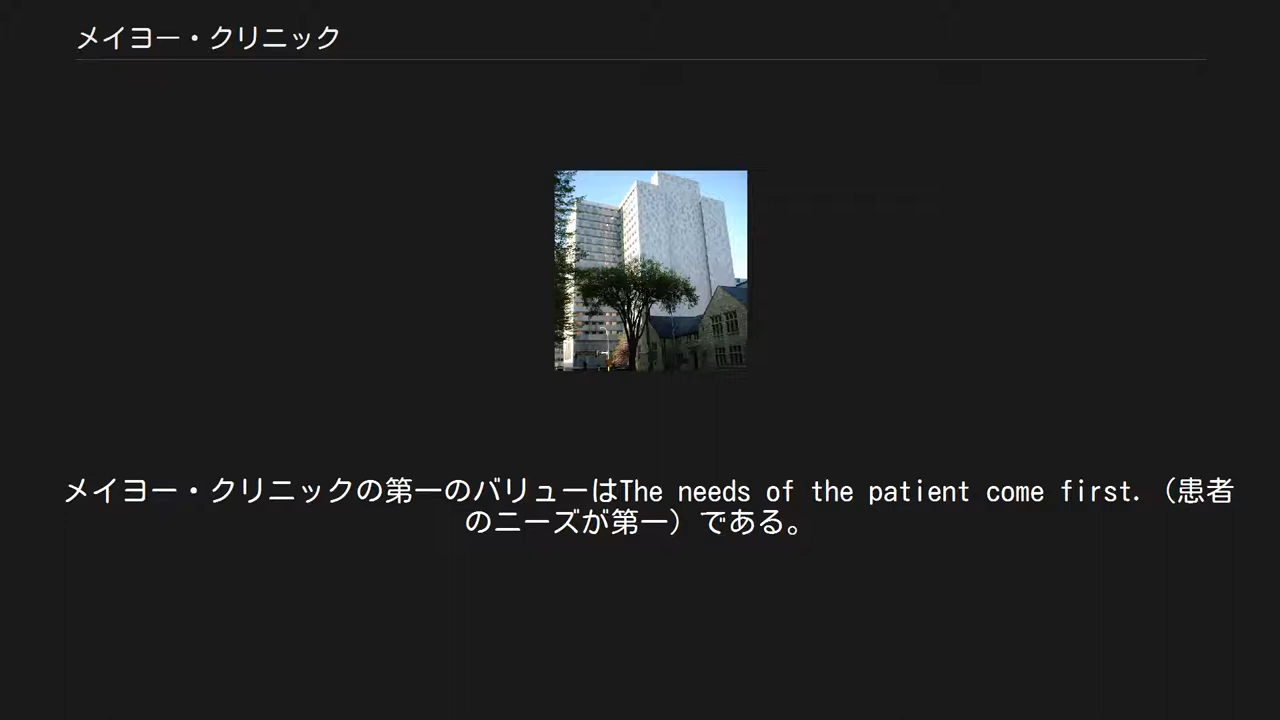 メイヨー・クリニック
メイヨー・クリニックの第一のバリューはThe needs of the patient come first.（患者
のニーズが第一）である。